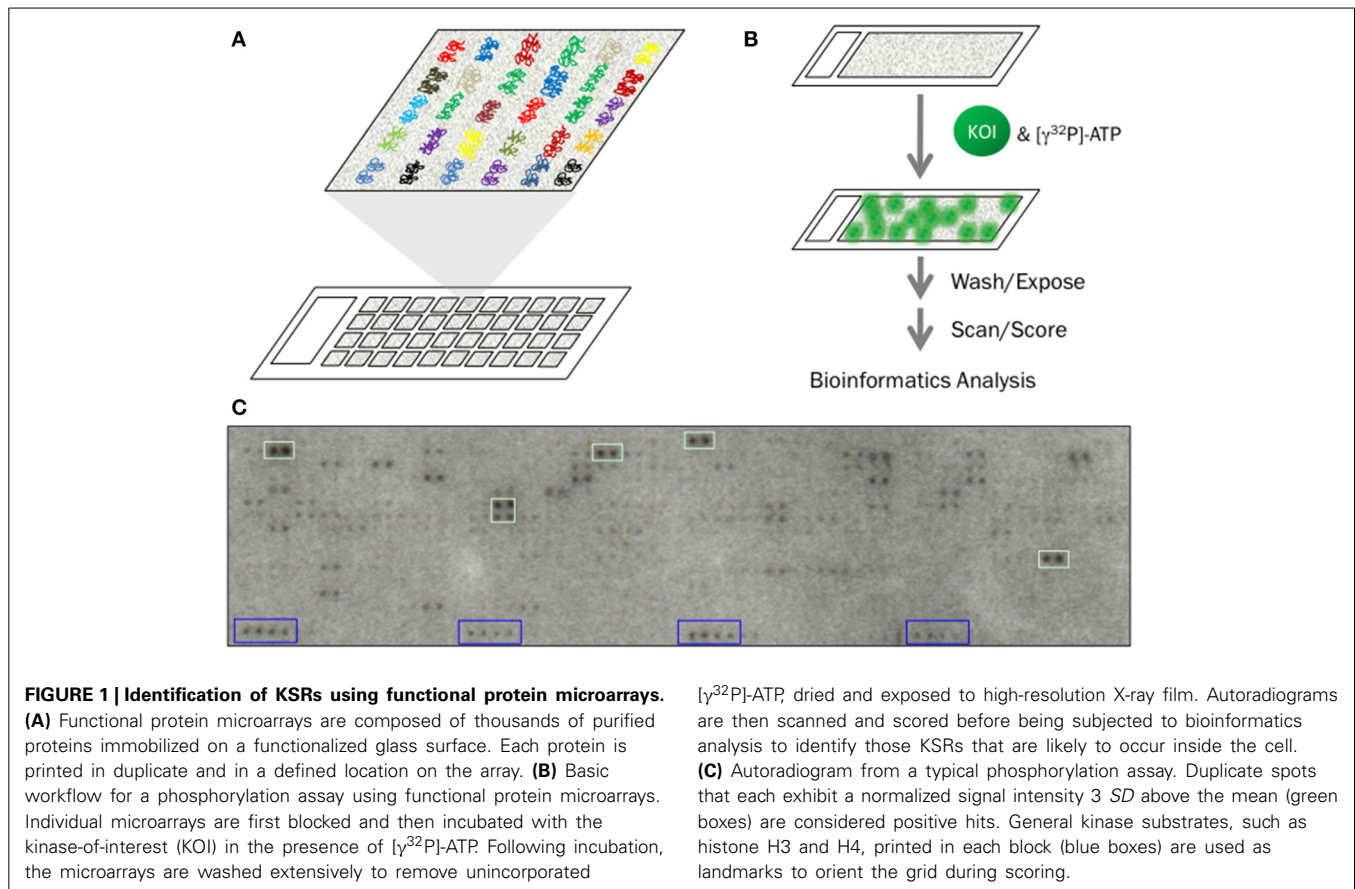 A
B
KOI & [γ³²P]-ATP
Wash/Expose
Scan/Score
Bioinformatics Analysis
C
FIGURE 1 | Identification of KSRs using functional protein microarrays.
(A) Functional protein microarrays are composed of thousands of purified
proteins immobilized on a functionalized glass surface. Each protein is
printed in duplicate and in a defined location on the array. (B) Basic
workflow for a phosphorylation assay using functional protein microarrays.
Individual microarrays are first blocked and then incubated with the
kinase-of-interest (KOI) in the presence of [γ³²P]-ATP. Following incubation,
the microarrays are washed extensively to remove unincorporated
[γ³²P]-ATP, dried and exposed to high-resolution X-ray film. Autoradiograms
are then scanned and scored before being subjected to bioinformatics
analysis to identify those KSRs that are likely to occur inside the cell.
(C) Autoradiogram from a typical phosphorylation assay. Duplicate spots
that each exhibit a normalized signal intensity 3 SD above the mean (green
boxes) are considered positive hits. General kinase substrates, such as
histone H3 and H4, printed in each block (blue boxes) are used as
landmarks to orient the grid during scoring.